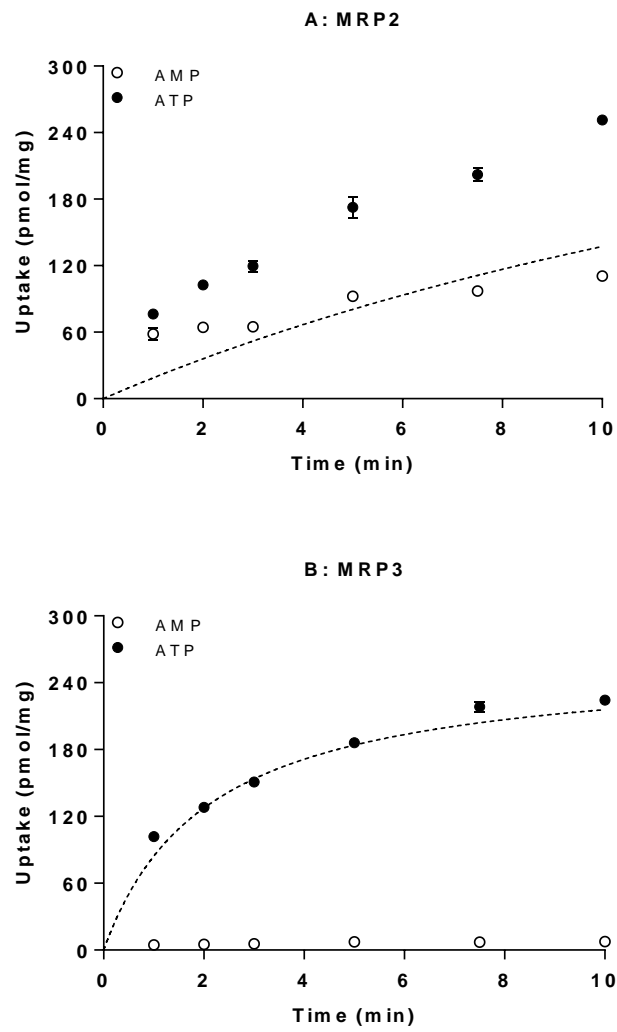 A: MRP2
300
240
180
120
60
0
Uptake (pmol/mg)
AMP
ATP
0 2 4 6 8 10
Time (min)
B: MRP3
300
240
180
120
60
0
Uptake (pmol/mg)
AMP
ATP
0 2 4 6 8 10
Time (min)